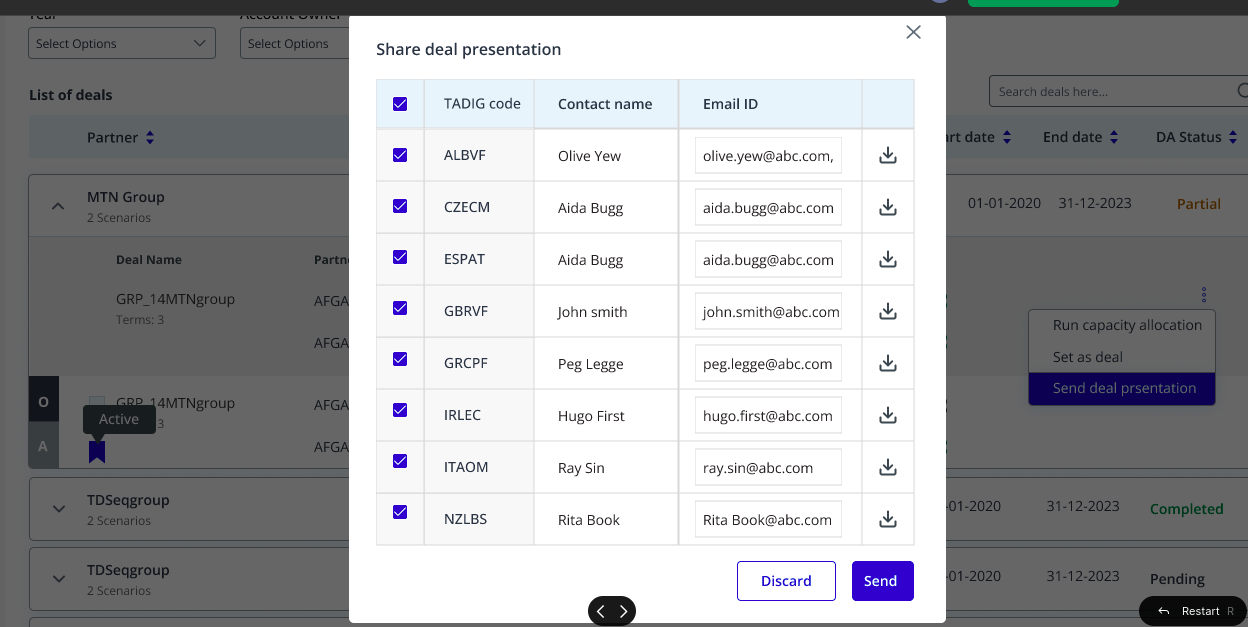 Year
Account Owner
Select Options
Select Options
List of deals
Search deals here...
Partner
art date
End date
DA Status
MTN Group
2 Scenarios
01-01-2020
31-12-2023
Partial
Deal Name
Partne
GRP_14MTNgroup
Terms: 3
AFGA
AFGA
Run capacity allocation
Set as deal
Send deal prsentation
O
A
GRP_14MTNgroup
3
Active
AFGA
AFGA
TDSeqgroup
2 Scenarios
-01-2020
31-12-2023
Completed
TDSeqgroup
2 Scenarios
-01-2020
31-12-2023
Pending
Share deal presentation
TADIG code
Contact name
Email ID
ALBVF
Olive Yew
olive.yew@abc.com,
CZECM
Aida Bugg
aida.bugg@abc.com
ESPAT
Aida Bugg
aida.bugg@abc.com
GBRVF
John smith
john.smith@abc.com
GRCPF
Peg Legge
peg.legge@abc.com
IRLEC
Hugo First
hugo.first@abc.com
ITAOM
Ray Sin
ray.sin@abc.com
NZLBS
Rita Book
Rita Book@abc.com
Discard
Send
Restart R